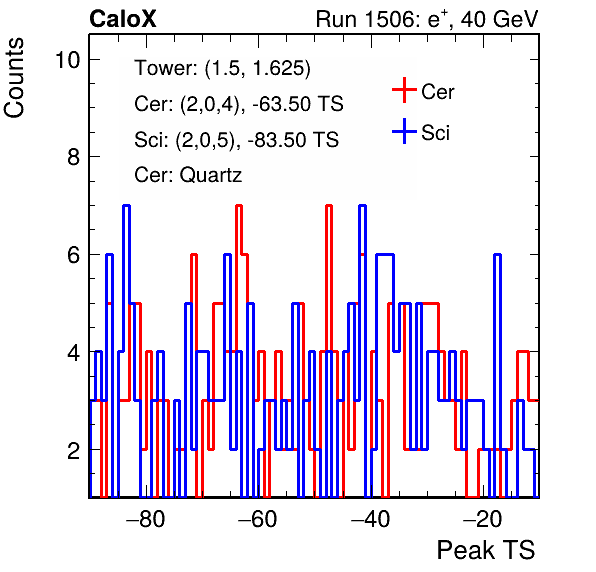 CaloX Run 1506: e⁺, 40 GeV
Counts
Tower: (1.5, 1.625)
Cer: (2,0,4), -63.50 TS
Sci: (2,0,5), -83.50 TS
Cer: Quartz
Cer
Sci
10
8
6
4
2
−80 −60 −40 −20
Peak TS